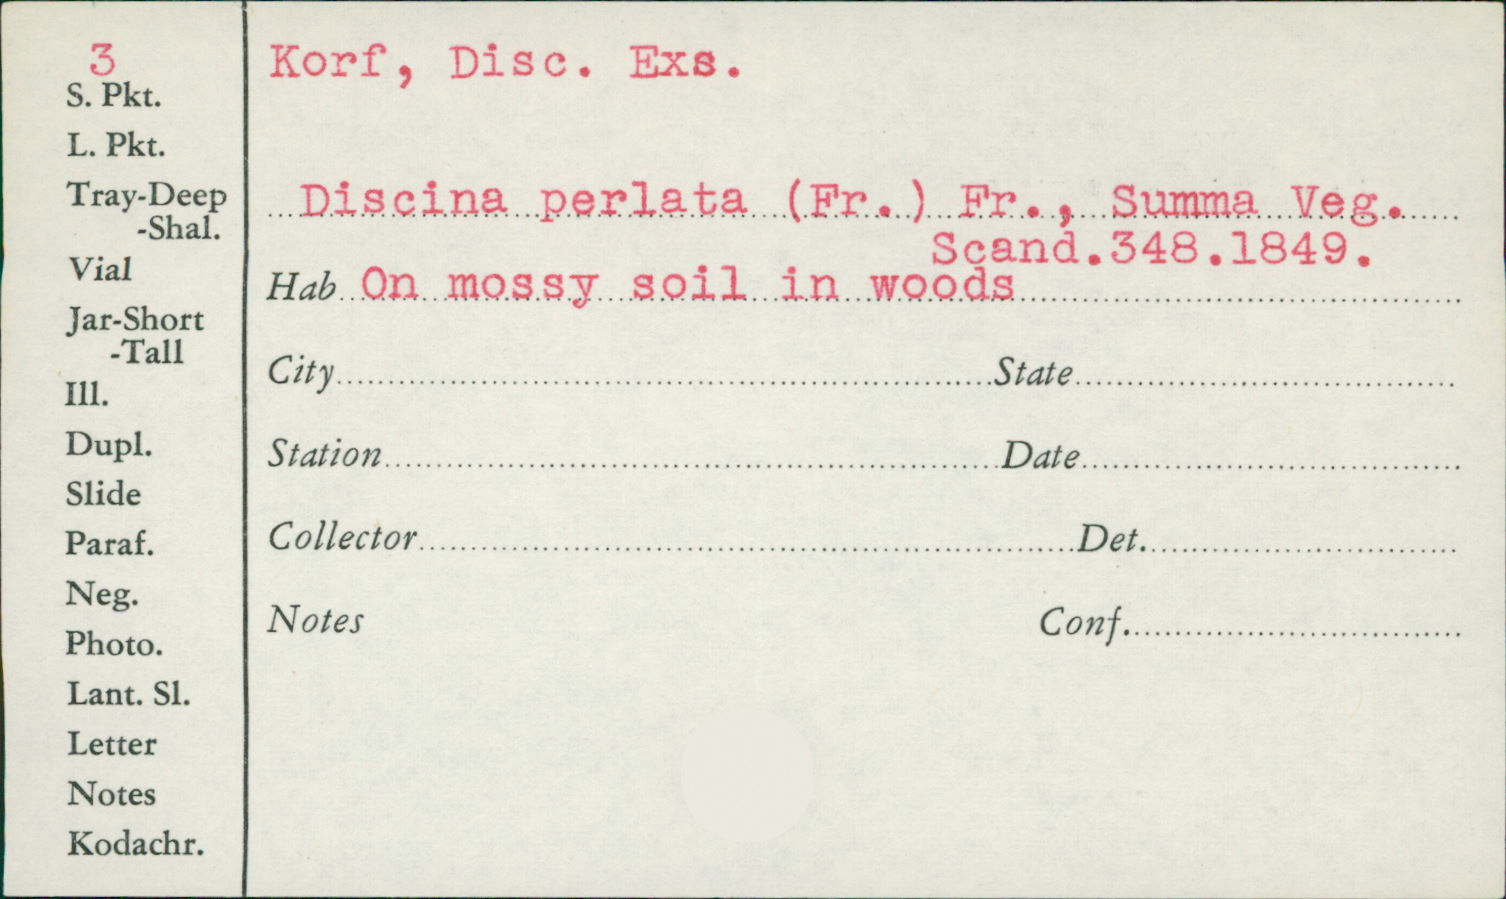 3
S. Pkt.
L. Pkt.
Tray-Deep
-Shal.
Vial
Jar-Short
-Tall
Ill.
Dupl.
Slide
Paraf.
Neg.
Photo.
Lant. Sl.
Letter
Notes
Kodachr.
Korf, Disc. Exs.
Discina perlata (Fr.) Fr., Summa Veg.
Scand.348.1849.
Hab On mossy soil in woods
City State
Station Date
Collector Det.
Notes Conf.